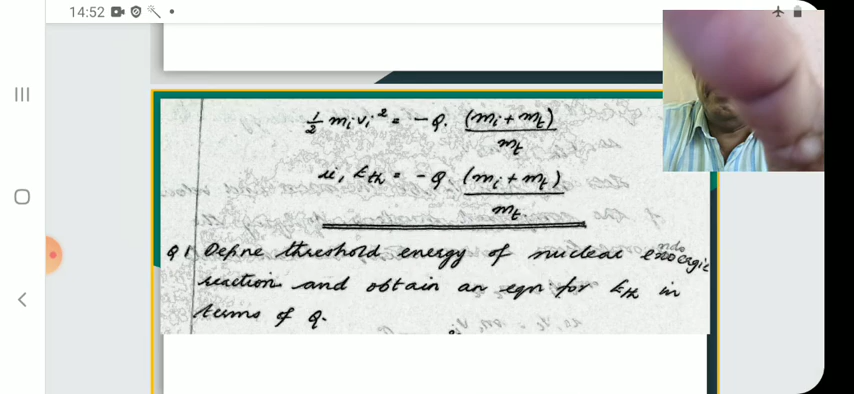 14:52
½ mᵢvᵢ² = -Q. (mᵢ + mₜ) / mₜ
ie, Eₜₕ = -Q. (mᵢ + mₜ) / mₜ.
Q1 Define threshold energy of nuclear endoergic
reaction and obtain an eqn: for Eₜₕ in
terms of Q.